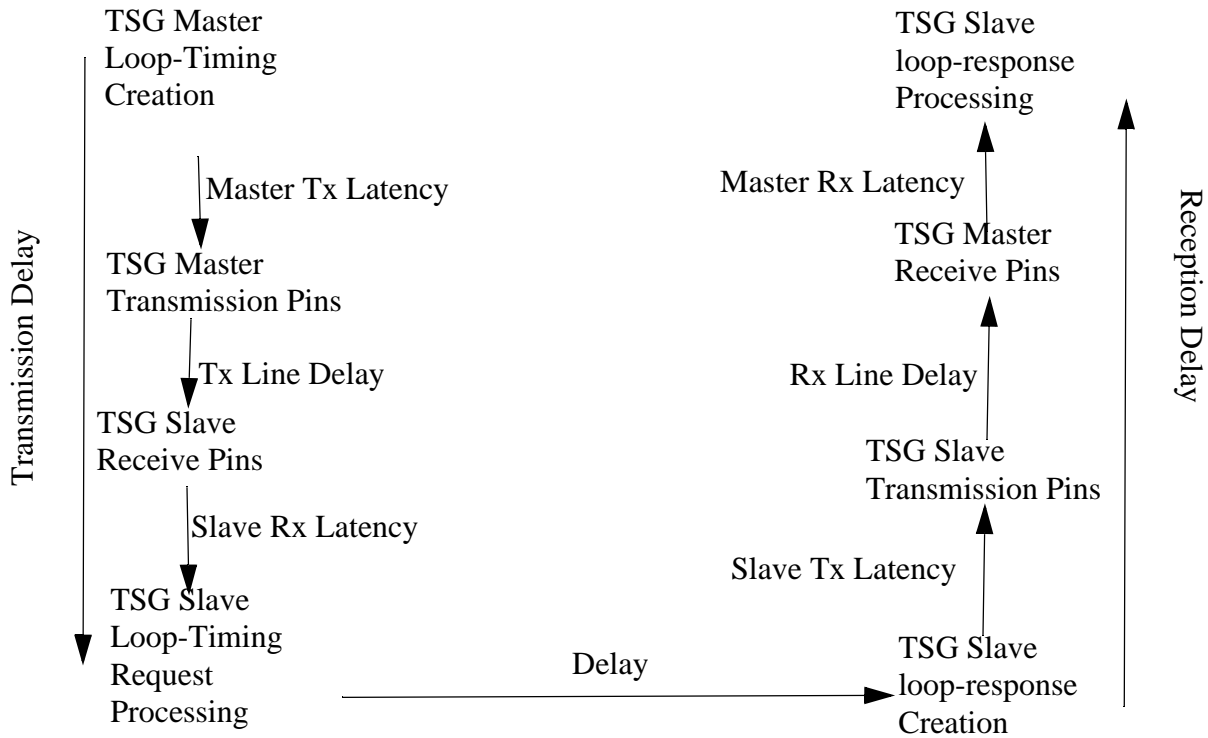 TSG Master
Loop-Timing
Creation
Master Tx Latency
TSG Master
Transmission Pins
Tx Line Delay
TSG Slave
Receive Pins
Slave Rx Latency
TSG Slave
Loop-Timing
Request
Processing
Transmission Delay
Delay
TSG Slave
loop-response
Processing
Master Rx Latency
TSG Master
Receive Pins
Rx Line Delay
TSG Slave
Transmission Pins
Slave Tx Latency
TSG Slave
loop-response
Creation
Reception Delay